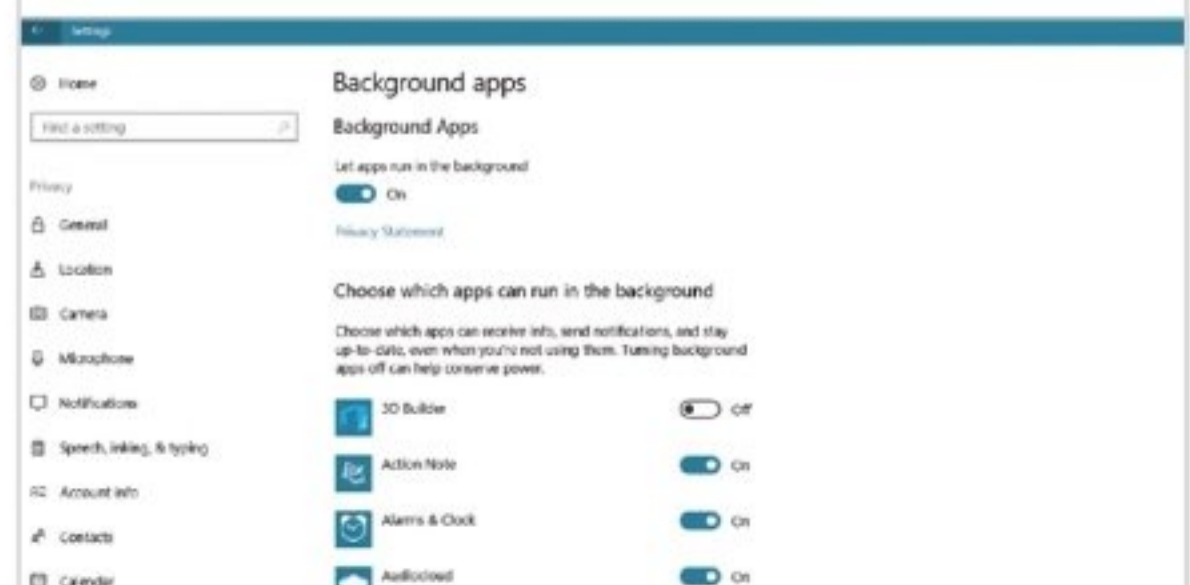 Settings
Home
Find a setting
Privacy
General
Location
Camera
Microphone
Notifications
Speech, inking, & typing
Account info
Contacts
Calendar
Background apps
Background Apps
Let apps run in the background
On
Privacy Statement
Choose which apps can run in the background
Choose which apps can receive info, send notifications, and stay
up-to-date, even when you're not using them. Turning background
apps off can help conserve power.
3D Builder Off
Action Note On
Alarms & Clock On
Audiocloud On